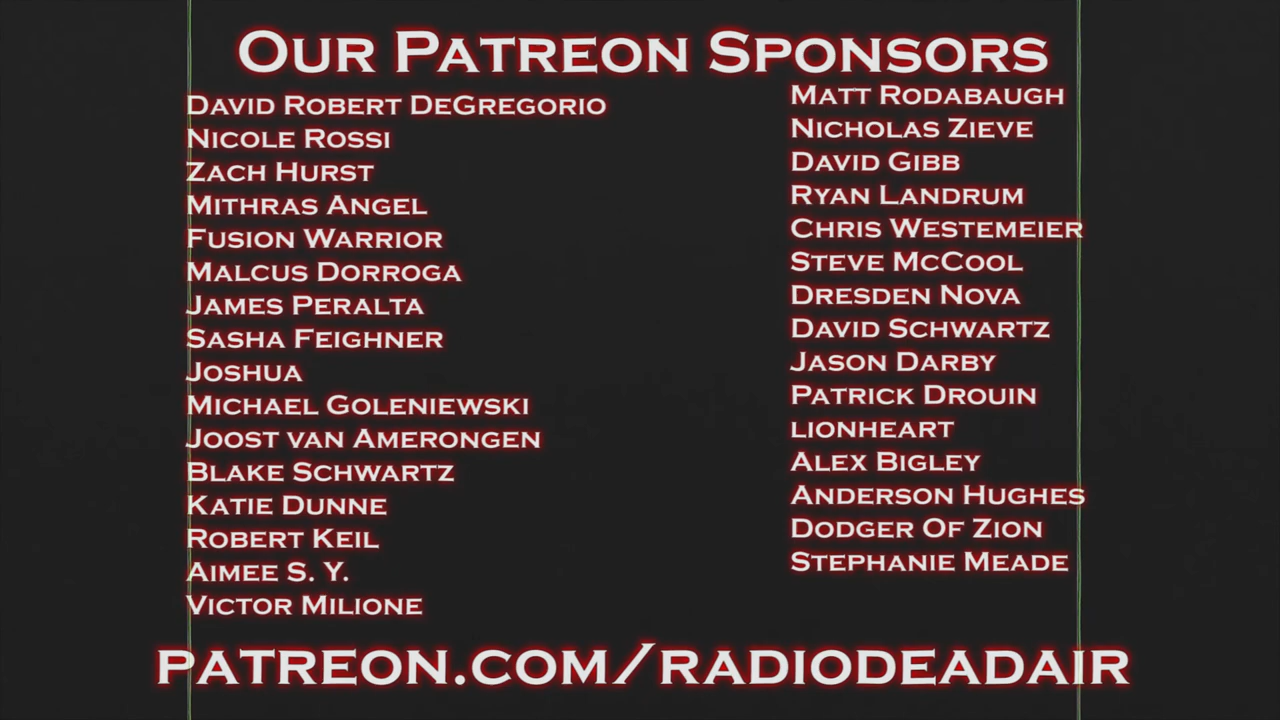 Our Patreon Sponsors
David Robert DeGregorio
Nicole Rossi
Zach Hurst
Mithras Angel
Fusion Warrior
Malcus Dorroga
James Peralta
Sasha Feighner
Joshua
Michael Goleniewski
Joost van Amerongen
Blake Schwartz
Katie Dunne
Robert Keil
Aimee S. Y.
Victor Milione
Matt Rodabaugh
Nicholas Zieve
David Gibb
Ryan Landrum
Chris Westemeier
Steve McCool
Dresden Nova
David Schwartz
Jason Darby
Patrick Drouin
lionheart
Alex Bigley
Anderson Hughes
Dodger Of Zion
Stephanie Meade
patreon.com/radiodeadair